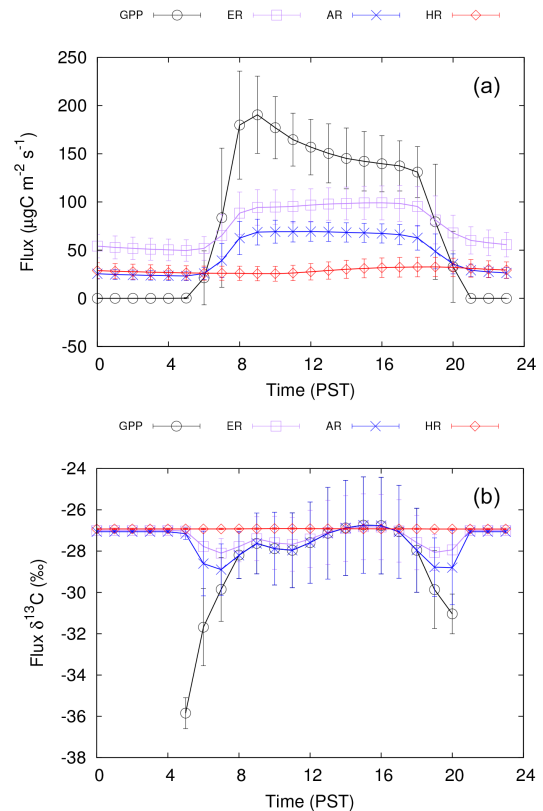 GPP ER AR HR
(a)
250
200
150
100
50
0
-50
Flux (µgC m-2 s-1)
0 4 8 12 16 20 24
Time (PST)
GPP ER AR HR
(b)
-24
-26
-28
-30
-32
-34
-36
-38
Flux δ13C (‰)
0 4 8 12 16 20 24
Time (PST)